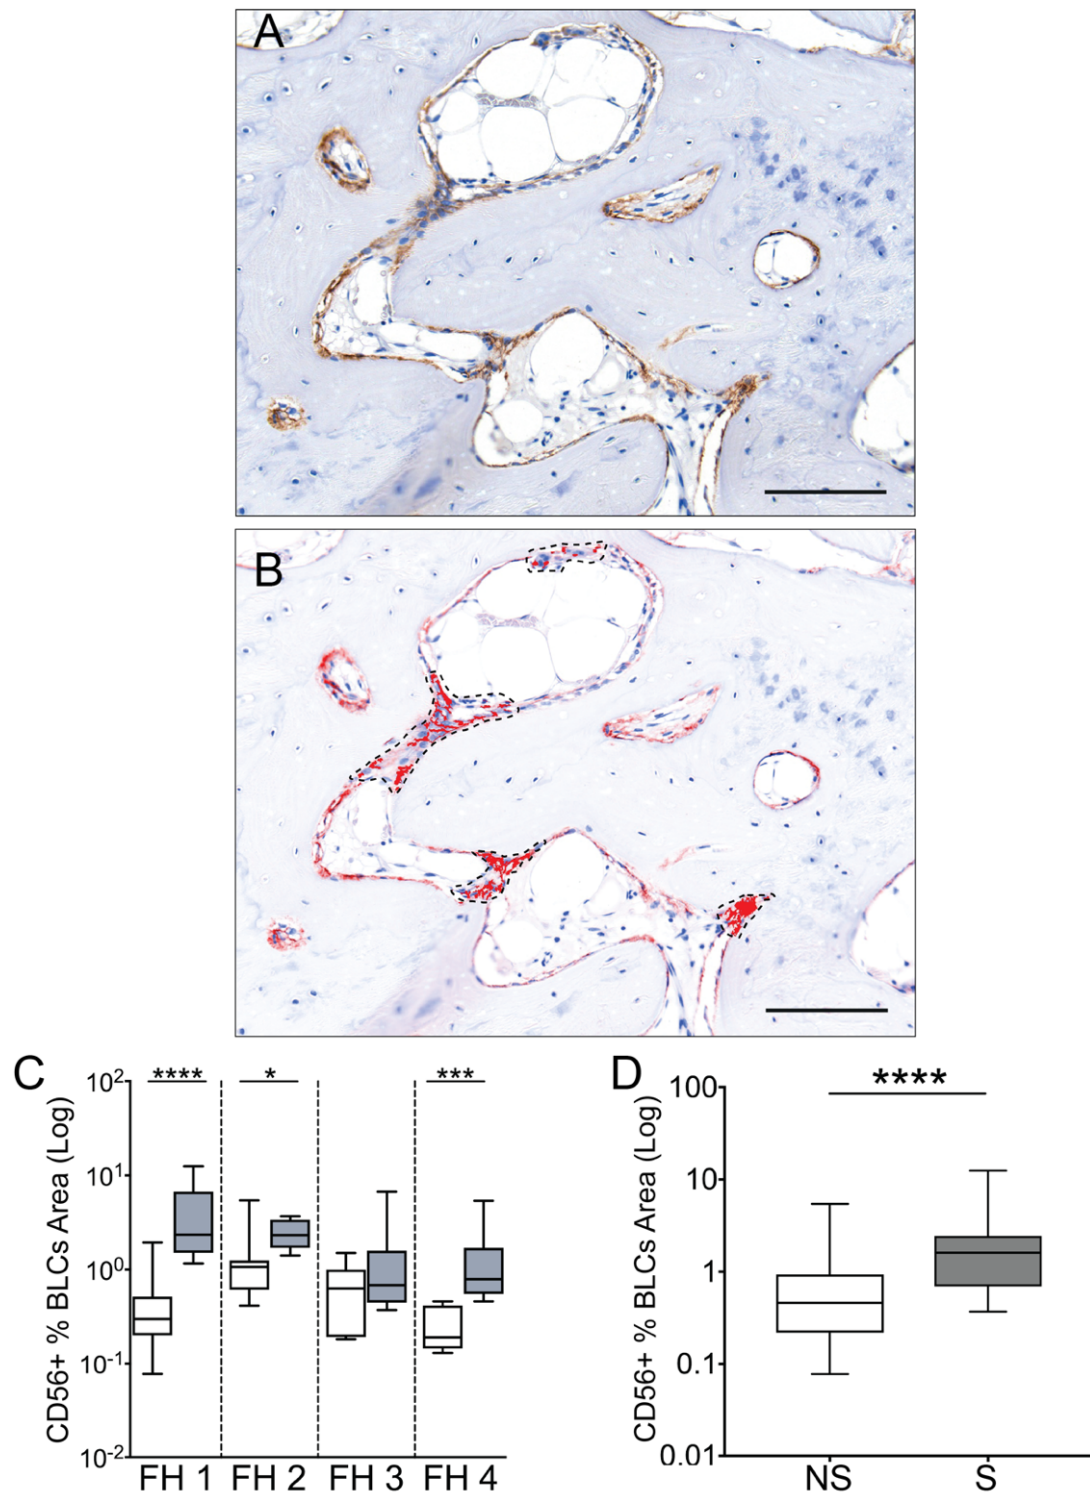 A
B
C
CD56+ % BLCs Area (Log)
10²
10¹
10⁰
10⁻¹
10⁻²
****
*
***
FH 1
FH 2
FH 3
FH 4
D
CD56+ % BLCs Area (Log)
100
10
1
0.1
0.01
****
NS
S